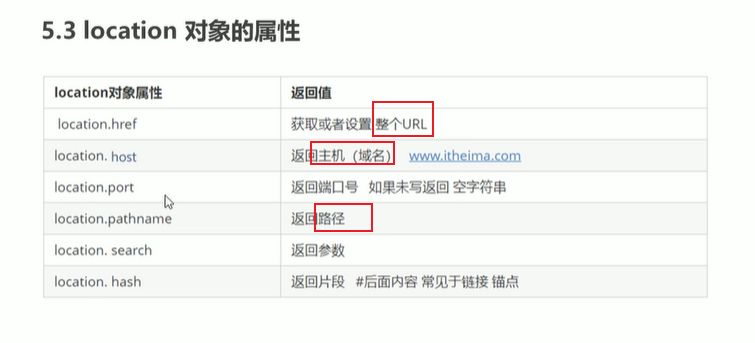 5.3 location 对象的属性
location对象属性 返回值
location.href 获取或者设置 整个URL
location. host 返回主机（域名） www.itheima.com
location.port 返回端口号 如果未写返回 空字符串
location.pathname 返回路径
location. search 返回参数
location. hash 返回片段 #后面内容 常见于链接 锚点